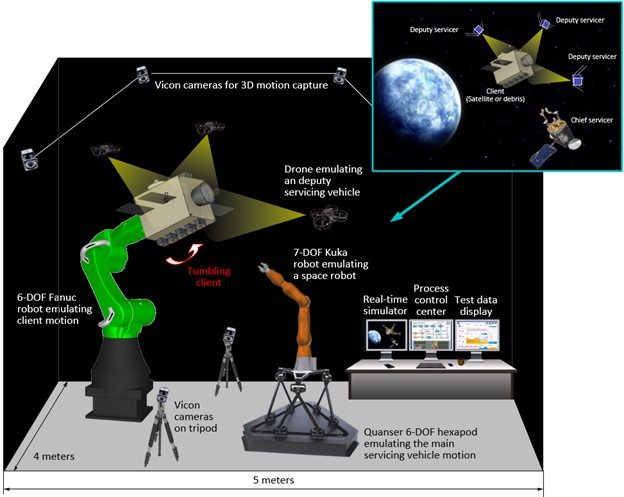 Deputy servicer
Deputy servicer
Deputy servicer
Client
(Satellite or debris)
Chief servicer
Vicon cameras for 3D motion capture
Drone emulating
an deputy
servicing vehicle
Tumbling
client
7-DOF Kuka
robot emulating
a space robot
6-DOF Fanuc
robot emulating
client motion
Real-time
simulator
Process
control
center
Test data
display
Vicon
cameras
on tripod
Quanser 6-DOF hexapod
emulating the main
servicing vehicle motion
4 meters
5 meters